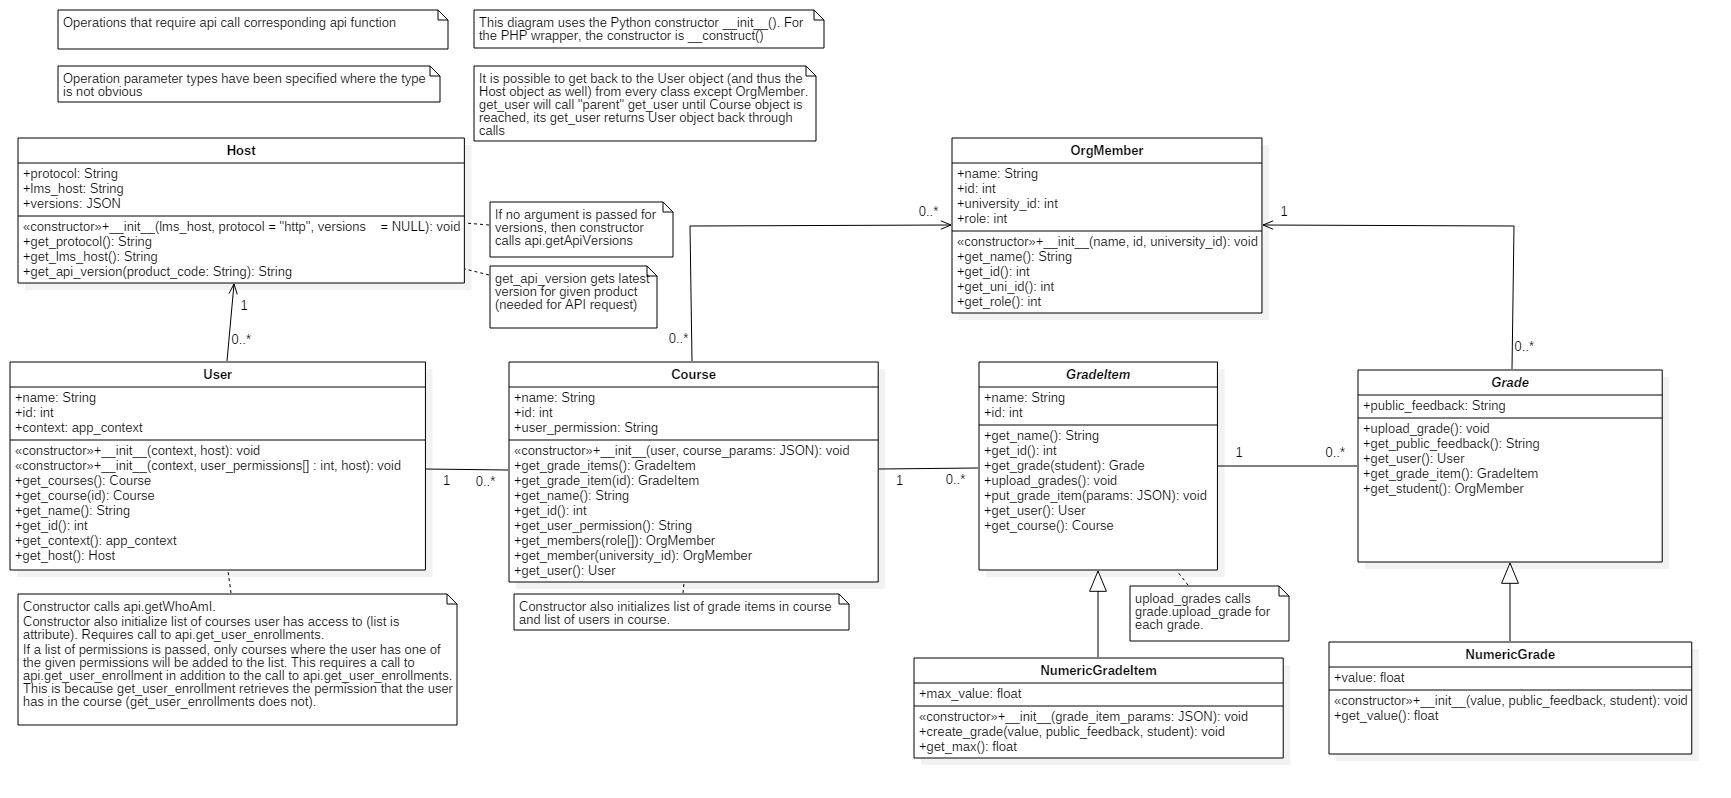 Operations that require api call corresponding api function
This diagram uses the Python constructor __init__(). For
the PHP wrapper, the constructor is __construct()
Operation parameter types have been specified where the type
is not obvious
It is possible to get back to the User object (and thus the
Host object as well) from every class except OrgMember.
get_user will call "parent" get_user until Course object is
reached, its get_user returns User object back through
calls
Host
+protocol: String
+lms_host: String
+versions: JSON
«constructor»+__init__(lms_host, protocol = "http", versions = NULL): void
+get_protocol(): String
+get_lms_host(): String
+get_api_version(product_code: String): String
If no argument is passed for
versions, then constructor
calls api.getApiVersions
get_api_version gets latest
version for given product
(needed for API request)
OrgMember
+name: String
+id: int
+university_id: int
+role: int
«constructor»+__init__(name, id, university_id): void
+get_name(): String
+get_id(): int
+get_uni_id(): int
+get_role(): int
0..*
1
1
0..*
0..*
0..*
User
+name: String
+id: int
+context: app_context
«constructor»+__init__(context, host): void
«constructor»+__init__(context, user_permissions[] : int, host): void
+get_courses(): Course
+get_course(id): Course
+get_name(): String
+get_id(): int
+get_context(): app_context
+get_host(): Host
1
0..*
Course
+name: String
+id: int
+user_permission: String
«constructor»+__init__(user, course_params: JSON): void
+get_grade_items(): GradeItem
+get_grade_item(id): GradeItem
+get_name(): String
+get_id(): int
+get_user_permission(): String
+get_members(role[]): OrgMember
+get_member(university_id): OrgMember
+get_user(): User
1
0..*
GradeItem
+name: String
+id: int
+get_name(): String
+get_id(): int
+get_grade(student): Grade
+upload_grades(): void
+put_grade_item(params: JSON): void
+get_user(): User
+get_course(): Course
1
0..*
Grade
+public_feedback: String
+upload_grade(): void
+get_public_feedback(): String
+get_user(): User
+get_grade_item(): GradeItem
+get_student(): OrgMember
Constructor calls api.getWhoAmI.
Constructor also initialize list of courses user has access to (list is
attribute). Requires call to api.get_user_enrollments.
If a list of permissions is passed, only courses where the user has one of
the given permissions will be added to the list. This requires a call to
api.get_user_enrollment in addition to the call to api.get_user_enrollments.
This is because get_user_enrollment retrieves the permission that the user
has in the course (get_user_enrollments does not).
Constructor also initializes list of grade items in course
and list of users in course.
upload_grades calls
grade.upload_grade for
each grade.
NumericGradeItem
+max_value: float
«constructor»+__init__(grade_item_params: JSON): void
+create_grade(value, public_feedback, student): void
+get_max(): float
NumericGrade
+value: float
«constructor»+__init__(value, public_feedback, student): void
+get_value(): float